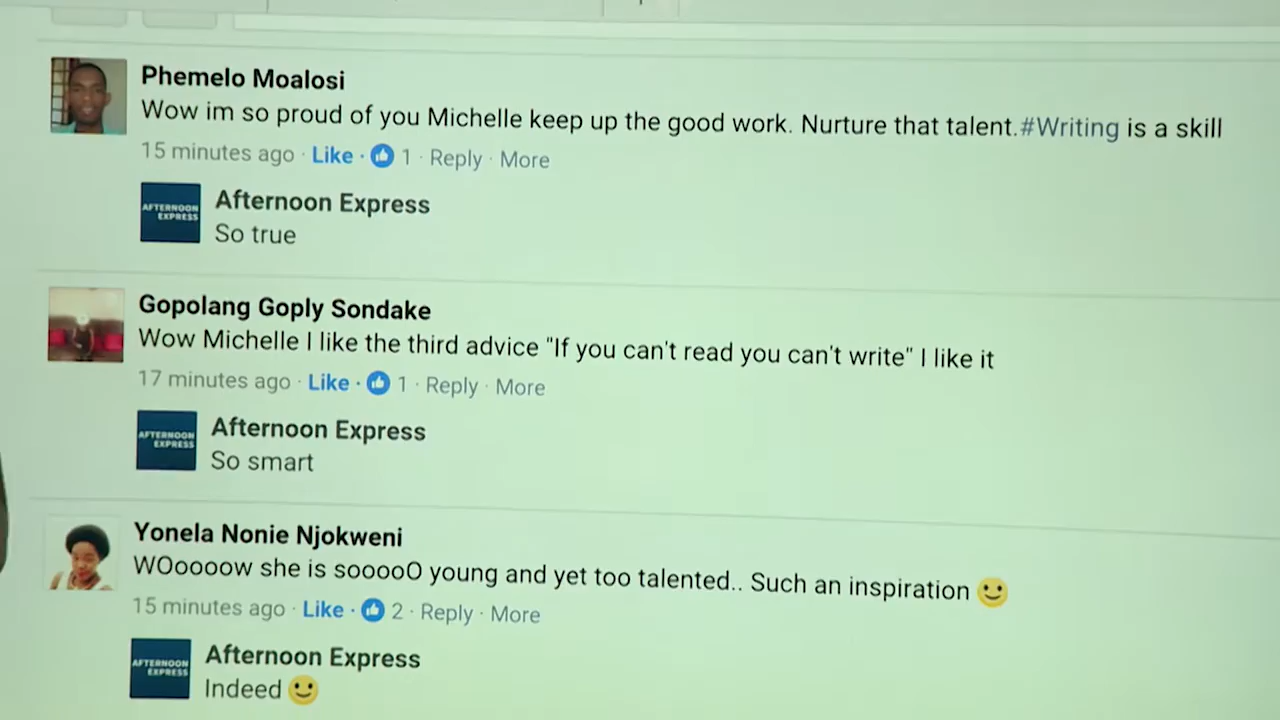 Phemelo Moalosi
Wow im so proud of you Michelle keep up the good work. Nurture that talent.#Writing is a skill
15 minutes ago · Like · 1 · Reply · More
AFTERNOON
EXPRESS
Afternoon Express
So true
Gopolang Goply Sondake
Wow Michelle I like the third advice "If you can't read you can't write" I like it
17 minutes ago · Like · 1 · Reply · More
AFTERNOON
EXPRESS
Afternoon Express
So smart
Yonela Nonie Njokweni
WOooooow she is sooooO young and yet too talented.. Such an inspiration 🙂
15 minutes ago · Like · 2 · Reply · More
AFTERNOON
EXPRESS
Afternoon Express
Indeed 🙂